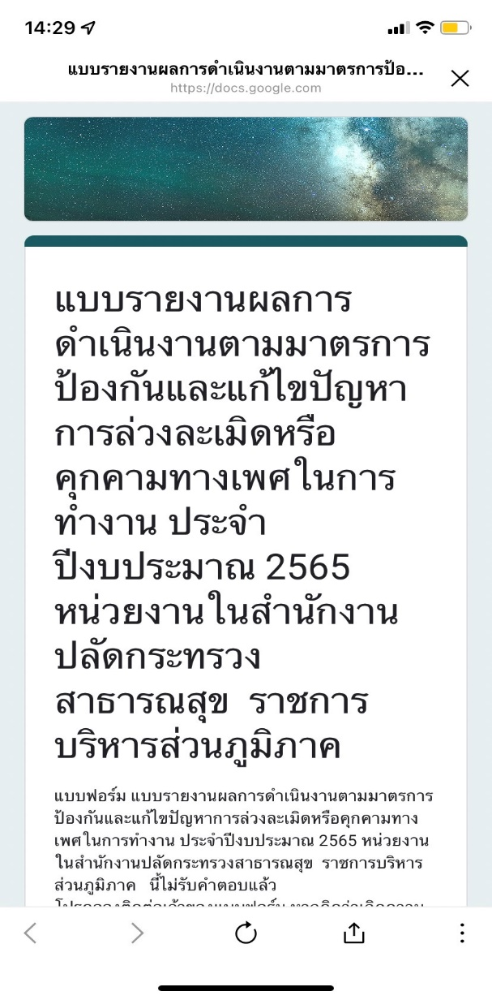 14:29
แบบรายงานผลการดำเนินงานตามมาตรการป้อ...
https://docs.google.com
แบบรายงานผลการ
ดำเนินงานตามมาตรการ
ป้องกันและแก้ไขปัญหา
การล่วงละเมิดหรือ
คุกคามทางเพศในการ
ทำงาน ประจำ
ปีงบประมาณ 2565
หน่วยงานในสำนักงาน
ปลัดกระทรวง
สาธารณสุข ราชการ
บริหารส่วนภูมิภาค
แบบฟอร์ม แบบรายงานผลการดำเนินงานตามมาตรการ
ป้องกันและแก้ไขปัญหาการล่วงละเมิดหรือคุกคามทาง
เพศในการทำงาน ประจำปีงบประมาณ 2565 หน่วยงาน
ในสำนักงานปลัดกระทรวงสาธารณสุข ราชการบริหาร
ส่วนภูมิภาค นี้ไม่รับคำตอบแล้ว